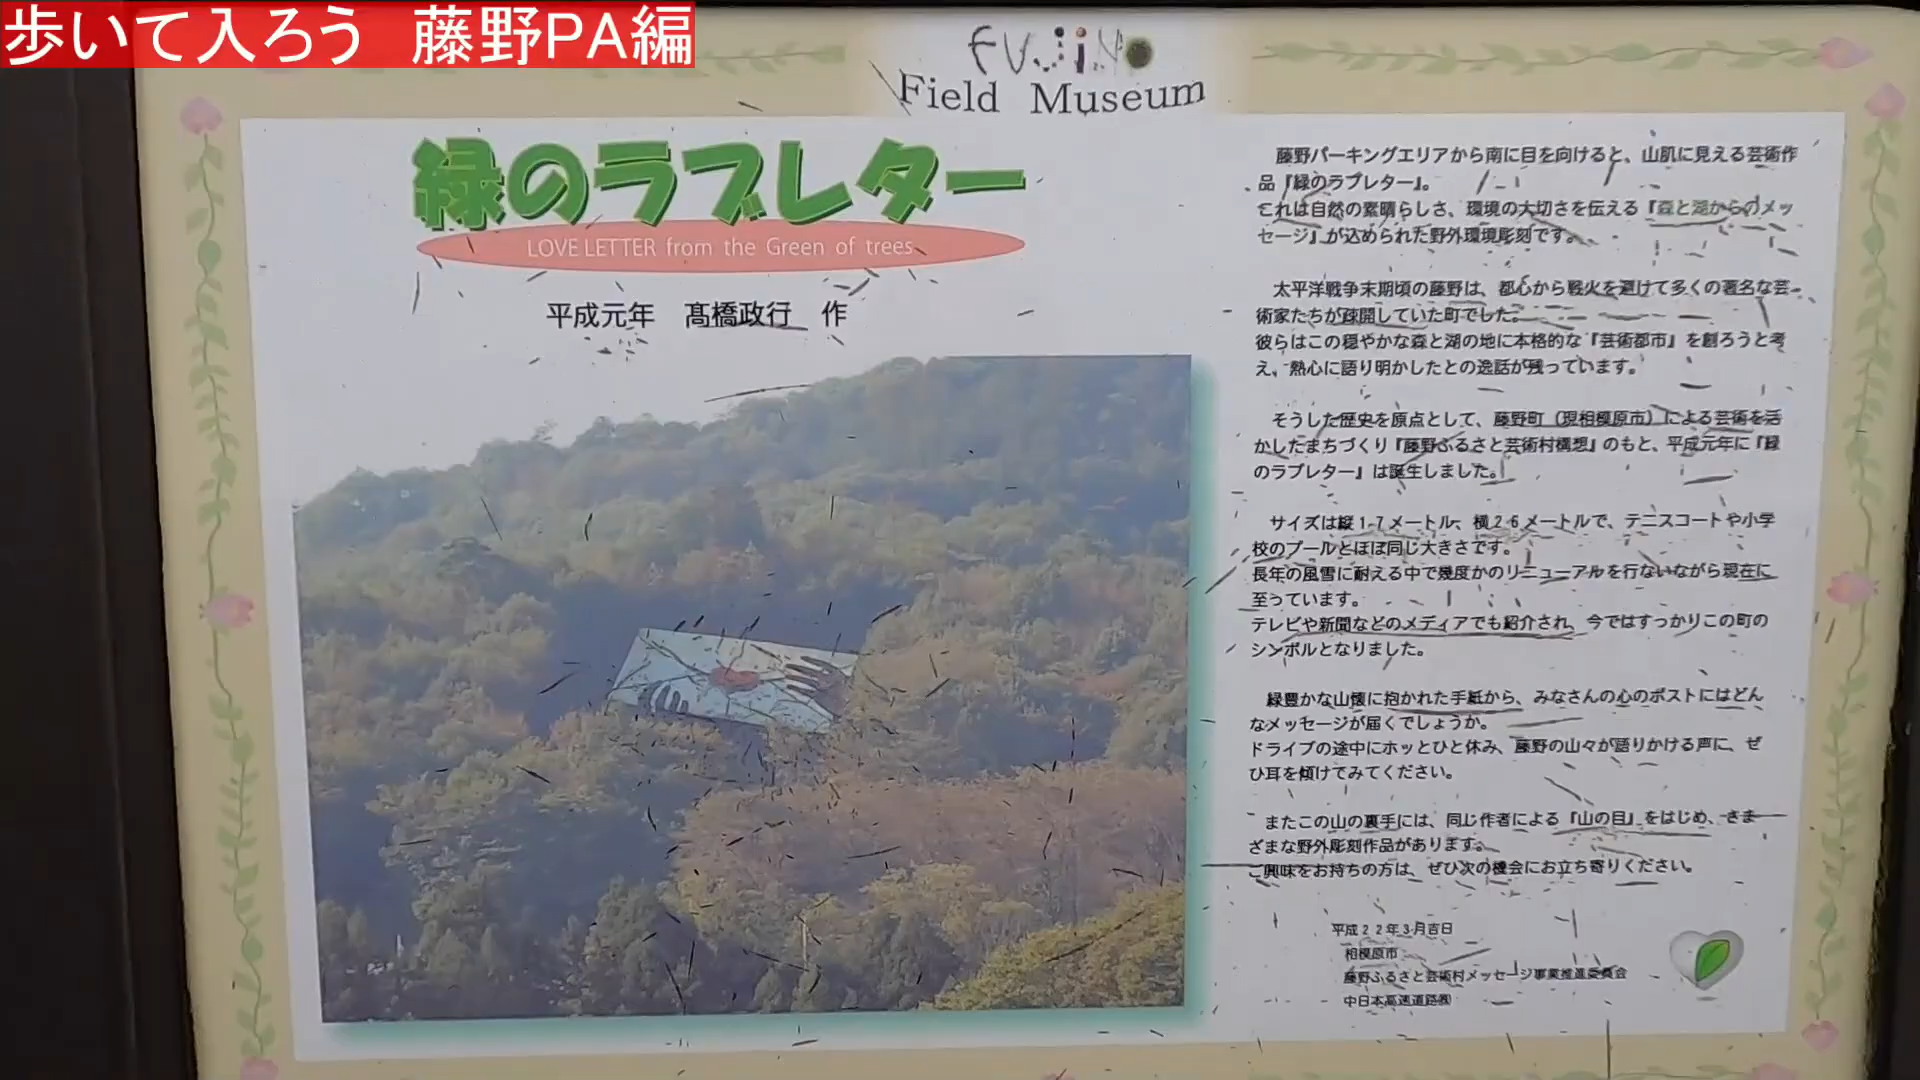 歩いて入ろう 藤野PA編
FUJiNo
Field Museum
緑のラブレター
LOVE LETTER from the Green of trees
平成元年 髙橋政行 作
藤野パーキングエリアから南に目を向けると、山肌に見える芸術作
品『緑のラブレター』。
これは自然の素晴らしさ、環境の大切さを伝える『森と湖からのメッ
セージ』が込められた野外環境彫刻です。
太平洋戦争末期頃の藤野は、都心から戦火を避けて多くの著名な芸
術家たちが疎開していた町でした。
彼らはこの穏やかな森と湖の地に本格的な『芸術都市』を創ろうと考
え、熱心に語り明かしたとの逸話が残っています。
そうした歴史を原点として、藤野町（現相模原市）による芸術を活
かしたまちづくり『藤野ふるさと芸術村構想』のもと、平成元年に『緑
のラブレター』は誕生しました。
サイズは縦17メートル、横26メートルで、テニスコートや小学
校のプールとほぼ同じ大きさです。
長年の風雪に耐える中で幾度かのリニューアルを行ないながら現在に
至っています。
テレビや新聞などのメディアでも紹介され、今ではすっかりこの町の
シンボルとなりました。
緑豊かな山懐に抱かれた手紙から、みなさんの心のポストにはどん
なメッセージが届くでしょうか。
ドライブの途中にホッとひと休み、藤野の山々が語りかける声に、ぜ
ひ耳を傾けてみてください。
またこの山の裏手には、同じ作者による『山の目』をはじめ、さま
ざまな野外彫刻作品があります。
ご興味をお持ちの方は、ぜひ次の機会にお立ち寄りください。
平成22年3月吉日
相模原市
藤野ふるさと芸術村メッセージ事業推進委員会
中日本高速道路㈱